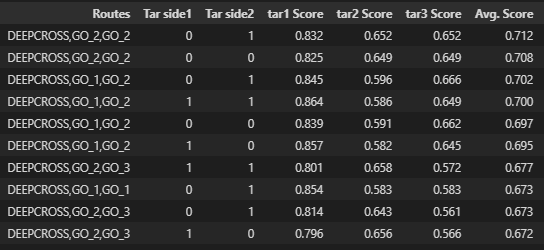 Routes Tar side1 Tar side2 tar1 Score tar2 Score tar3 Score Avg. Score
DEEPCROSS,GO_2,GO_2 0 1 0.832 0.652 0.652 0.712
DEEPCROSS,GO_2,GO_2 0 0 0.825 0.649 0.649 0.708
DEEPCROSS,GO_1,GO_2 0 1 0.845 0.596 0.666 0.702
DEEPCROSS,GO_1,GO_2 1 1 0.864 0.586 0.649 0.700
DEEPCROSS,GO_1,GO_2 0 0 0.839 0.591 0.662 0.697
DEEPCROSS,GO_1,GO_2 1 0 0.857 0.582 0.645 0.695
DEEPCROSS,GO_2,GO_3 1 1 0.801 0.658 0.572 0.677
DEEPCROSS,GO_1,GO_1 0 1 0.854 0.583 0.583 0.673
DEEPCROSS,GO_2,GO_3 0 1 0.814 0.643 0.561 0.673
DEEPCROSS,GO_2,GO_3 1 0 0.796 0.656 0.566 0.672